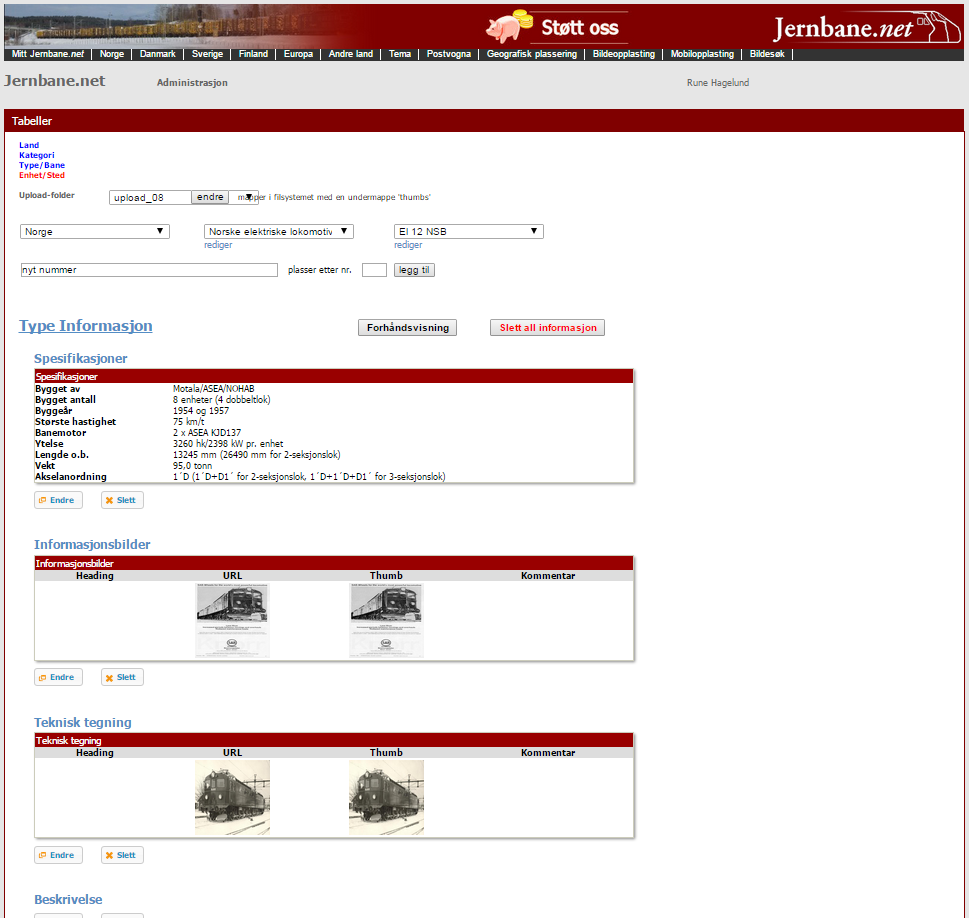 Støtt oss
Jernbane.net
Mitt Jernbane.net Norge Danmark Sverige Finland Europa Andre land Tema Postvogna Geografisk plassering Bildeopplasting Mobilopplasting Bildesøk
Jernbane.net Administrasjon Rune Hagelund
Tabeller
Land
Kategori
Type/Bane
Enhet/Sted
Upload-folder upload_08 endre mapper i filsystemet med en undermappe 'thumbs'
Norge Norske elektriske lokomotiv El 12 NSB
rediger rediger
nyt nummer plasser etter nr. legg til
Type Informasjon Forhåndsvisning Slett all informasjon
Spesifikasjoner
Spesifikasjoner
Bygget av Motala/ASEA/NOHAB
Bygget antall 8 enheter (4 dobbeltlok)
Byggeår 1954 og 1957
Største hastighet 75 km/t
Banemotor 2 x ASEA KJD137
Ytelse 3260 hk/2398 kW pr. enhet
Lengde o.b. 13245 mm (26490 mm for 2-seksjonslok)
Vekt 95,0 tonn
Akselanordning 1´D (1´D+D1´ for 2-seksjonslok, 1´D+1´D+D1´ for 3-seksjonslok)
Endre Slett
Informasjonsbilder
Informasjonsbilder
Heading URL Thumb Kommentar
Endre Slett
Teknisk tegning
Teknisk tegning
Heading URL Thumb Kommentar
Endre Slett
Beskrivelse